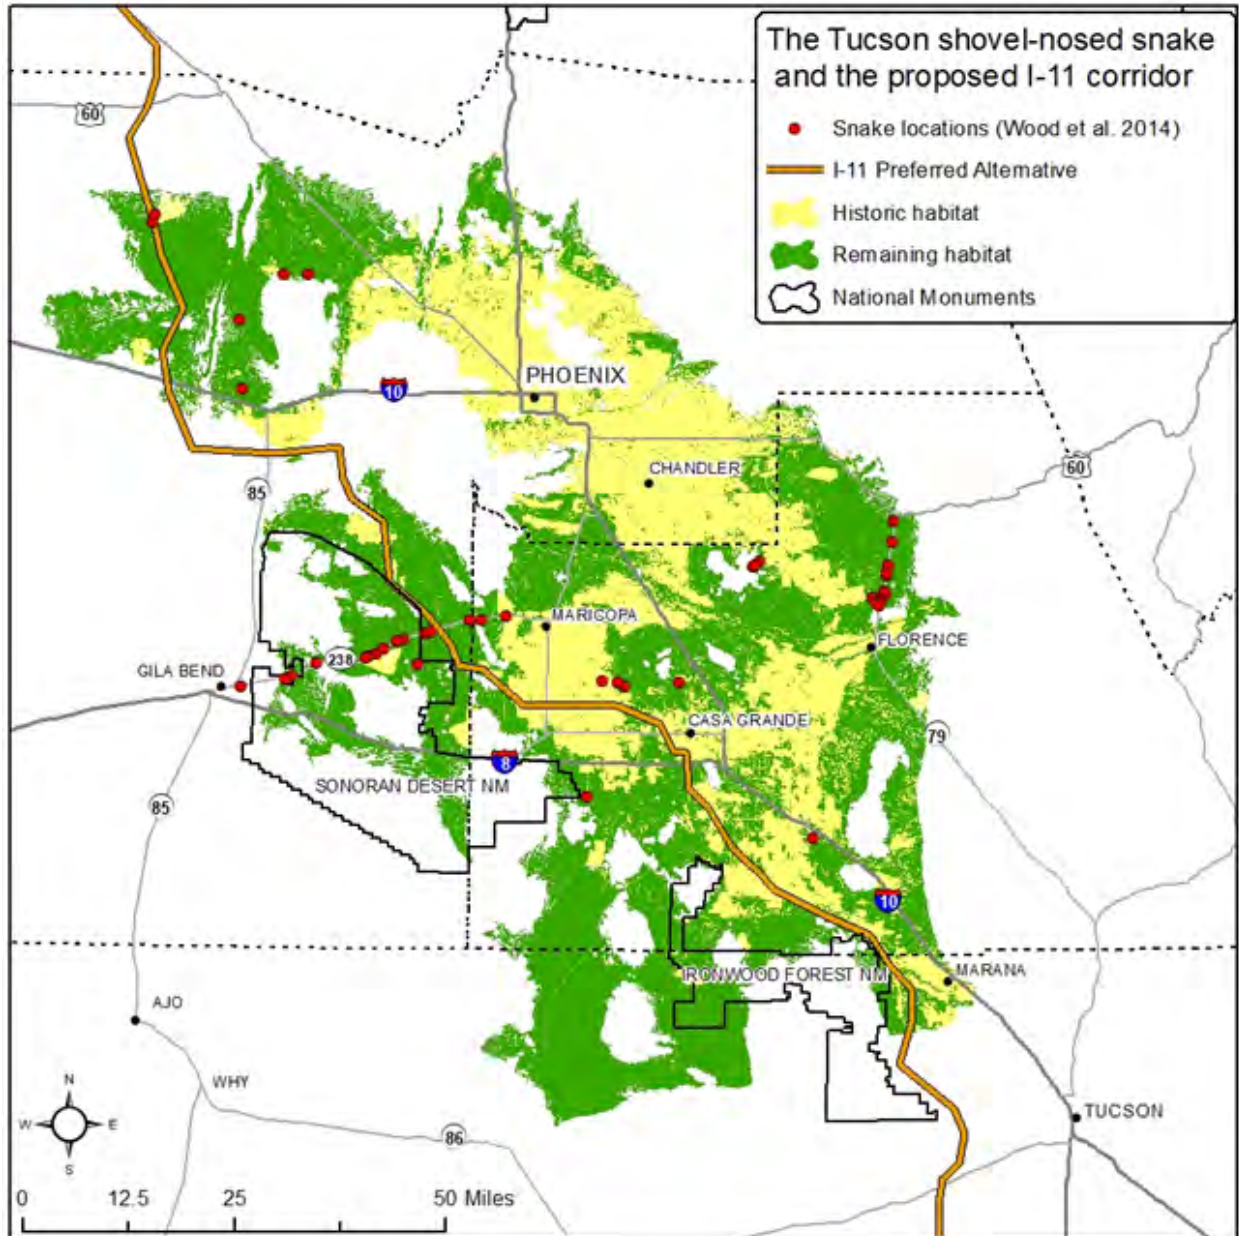 The Tucson shovel-nosed snake
and the proposed I-11 corridor
Snake locations (Wood et al. 2014)
I-11 Preferred Alternative
Historic habitat
Remaining habitat
National Monuments
60
10
PHOENIX
CHANDLER
60
85
MARICOPA
FLORENCE
GILA BEND
238
CASA GRANDE
79
8
SONORAN DESERT NM
85
10
IRONWOOD FOREST NM
MARANA
AJO
WHY
TUCSON
86
N
W
E
S
0
12.5
25
50 Miles